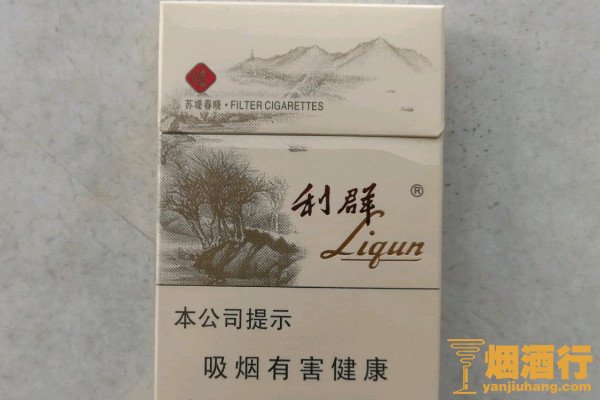 苏堤春晓·FILTER CIGARETTES
利群
®
Liqun
本公司提示
吸烟有害健康
烟酒行
yanjiuhang.com